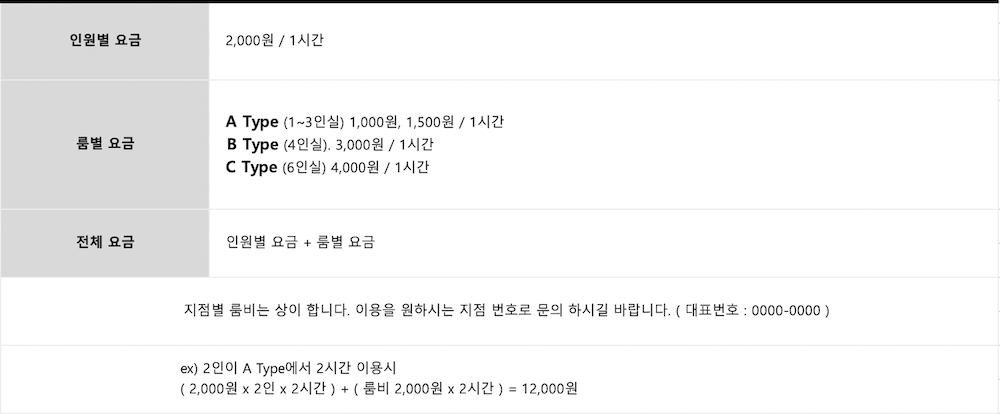 인원별 요금
2,000원 / 1시간
룸별 요금
A Type (1~3인실) 1,000원, 1,500원 / 1시간
B Type (4인실). 3,000원 / 1시간
C Type (6인실) 4,000원 / 1시간
전체 요금
인원별 요금 + 룸별 요금
지점별 룸비는 상이 합니다. 이용을 원하시는 지점 번호로 문의 하시길 바랍니다. ( 대표번호 : 0000-0000 )
ex) 2인이 A Type에서 2시간 이용시
( 2,000원 x 2인 x 2시간 ) + ( 룸비 2,000원 x 2시간 ) = 12,000원